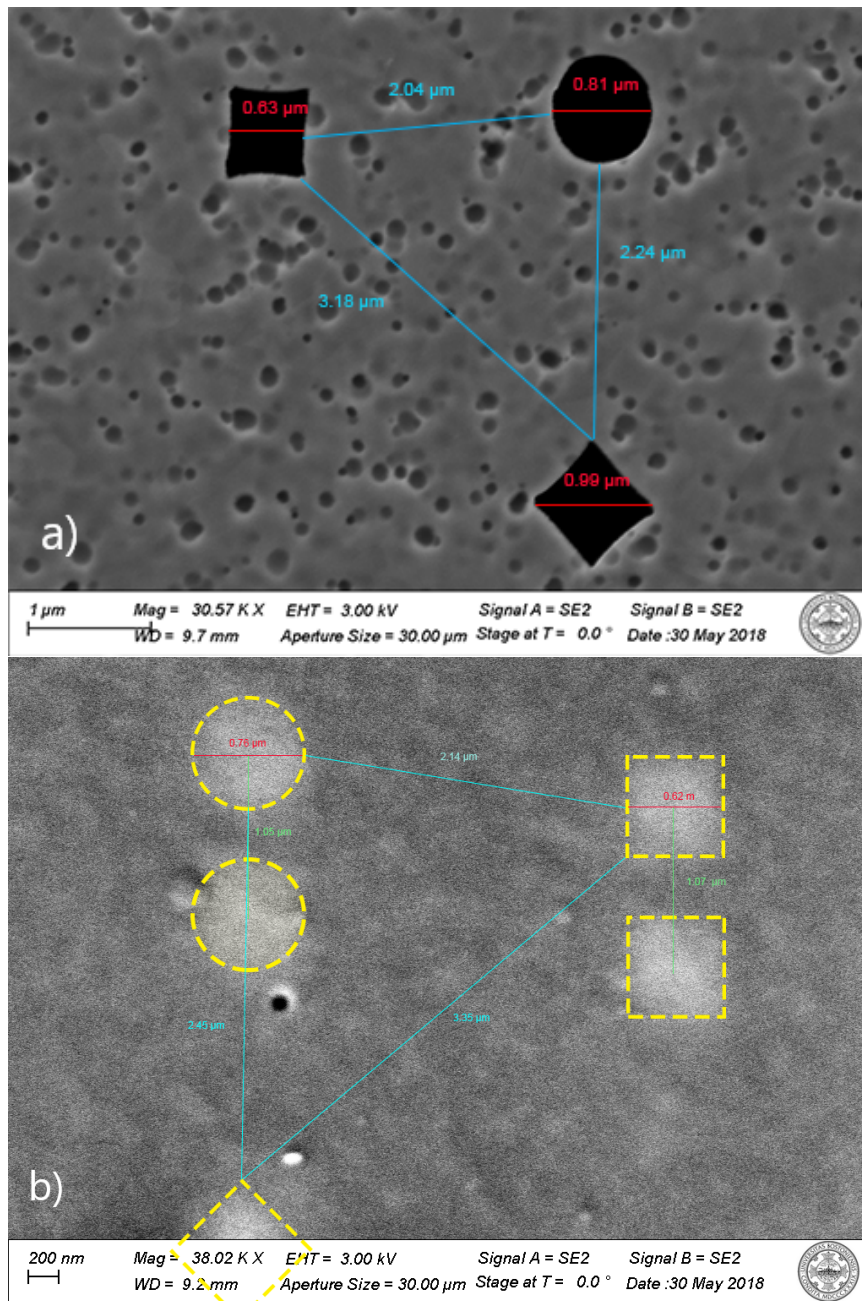 0.63 µm
2.04 µm
0.81 µm
2.24 µm
3.18 µm
0.99 µm
a)
1 µm Mag = 30.57 K X EHT = 3.00 kV Signal A = SE2 Signal B = SE2
WD = 9.7 mm Aperture Size = 30.00 µm Stage at T = 0.0 ° Date :30 May 2018
0.76 µm
2.14 µm
0.62 m
1.05 µm
1.07 µm
2.45 µm
3.35 µm
b)
200 nm Mag = 38.02 K X EHT = 3.00 kV Signal A = SE2 Signal B = SE2
WD = 9.2 mm Aperture Size = 30.00 µm Stage at T = 0.0 ° Date :30 May 2018